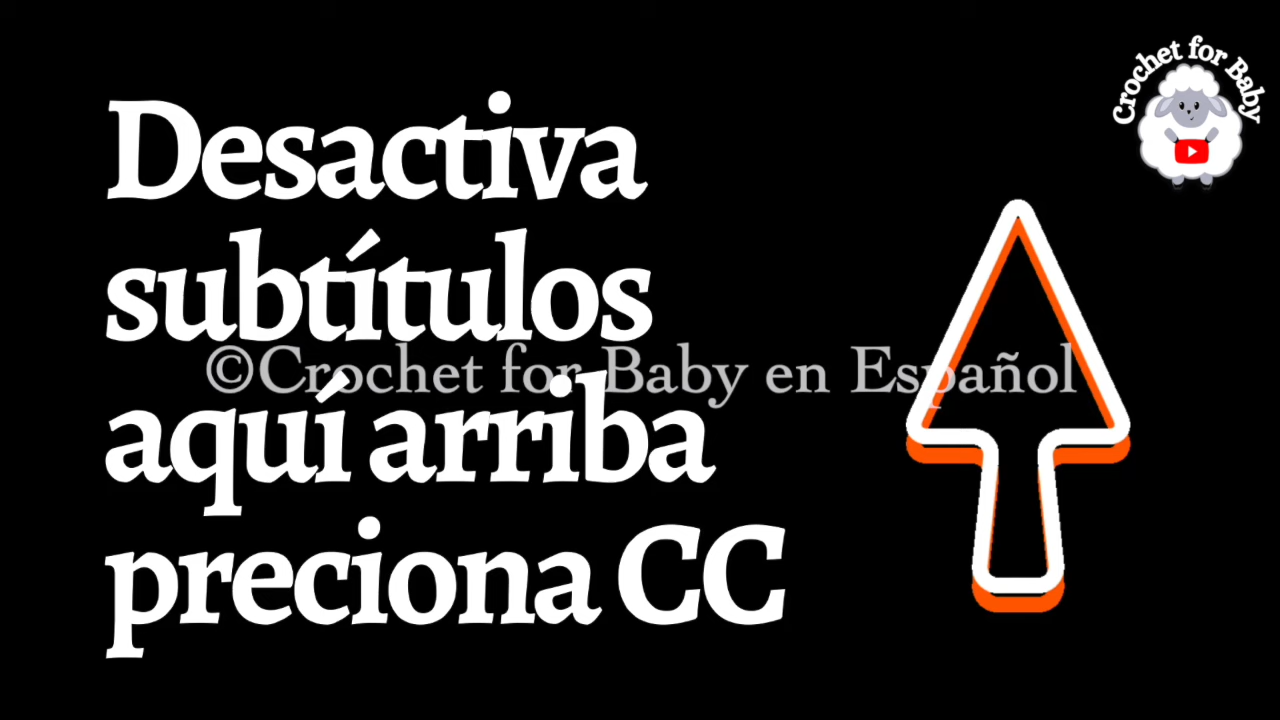 Crochet for Baby
Desactiva
subtítulos
©Crochet for Baby en Español
aquí arriba
preciona CC